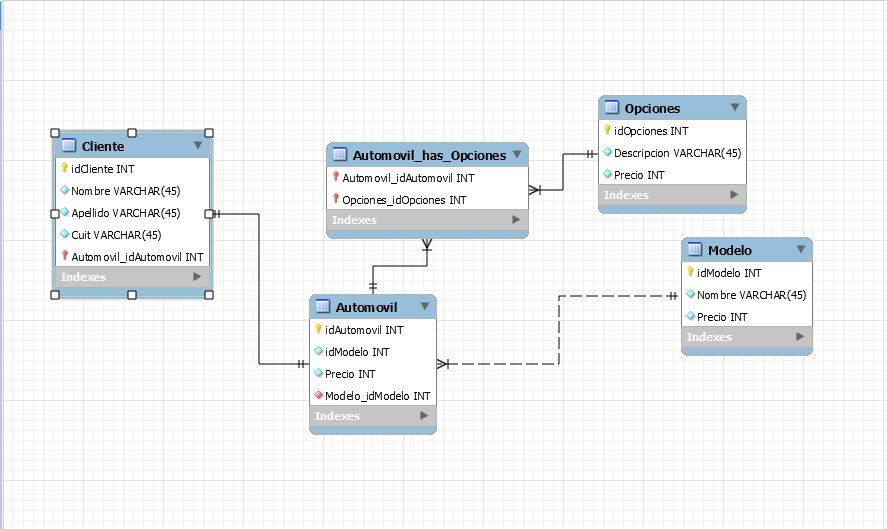 Cliente
idCliente INT
Nombre VARCHAR(45)
Apellido VARCHAR(45)
Cuit VARCHAR(45)
Automovil_idAutomovil INT
Indexes
Automovil_has_Opciones
Automovil_idAutomovil INT
Opciones_idOpciones INT
Indexes
Opciones
idOpciones INT
Descripcion VARCHAR(45)
Precio INT
Indexes
Automovil
idAutomovil INT
idModelo INT
Precio INT
Modelo_idModelo INT
Indexes
Modelo
idModelo INT
Nombre VARCHAR(45)
Precio INT
Indexes